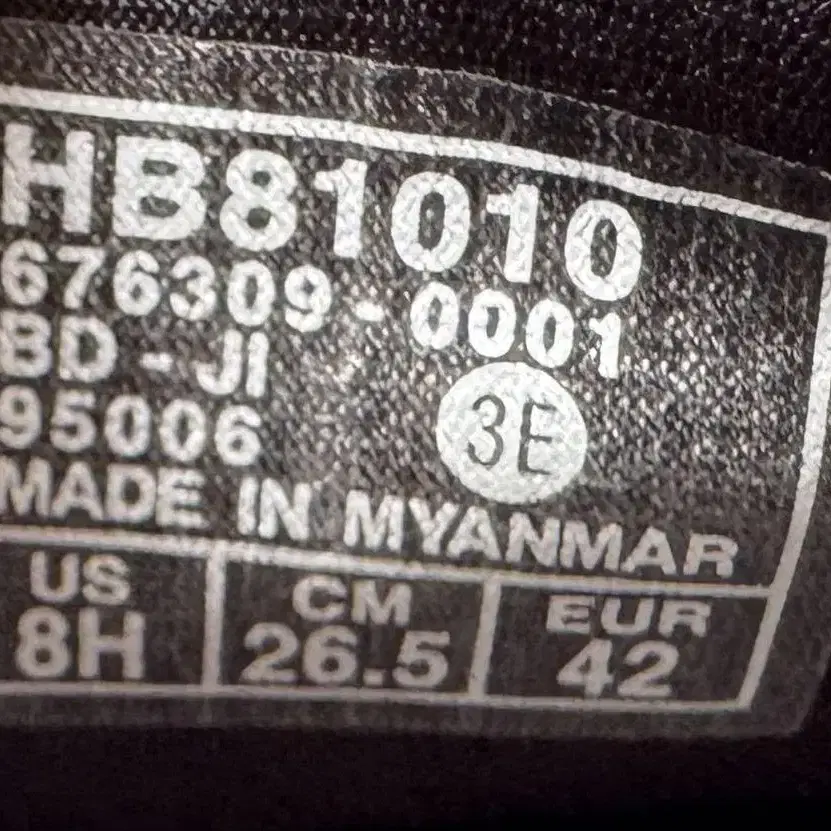 HB81010
676309-0001
BD-JI
95006
3E
MADE IN MYANMAR
US CM EUR
8H 26.5 42